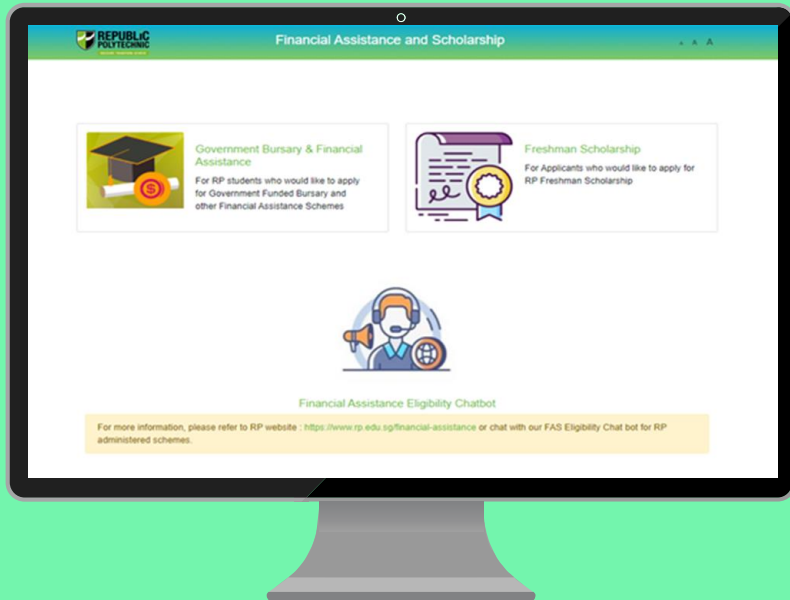 REPUBLIC
POLYTECHNIC
Financial Assistance and Scholarship
A A A
Government Bursary & Financial
Assistance
For RP students who would like to apply
for Government Funded Bursary and
other Financial Assistance Schemes
Freshman Scholarship
For Applicants who would like to apply for
RP Freshman Scholarship
Financial Assistance Eligibility Chatbot
For more information, please refer to RP website : https://www.rp.edu.sg/financial-assistance or chat with our FAS Eligibility Chat bot for RP
administered schemes.